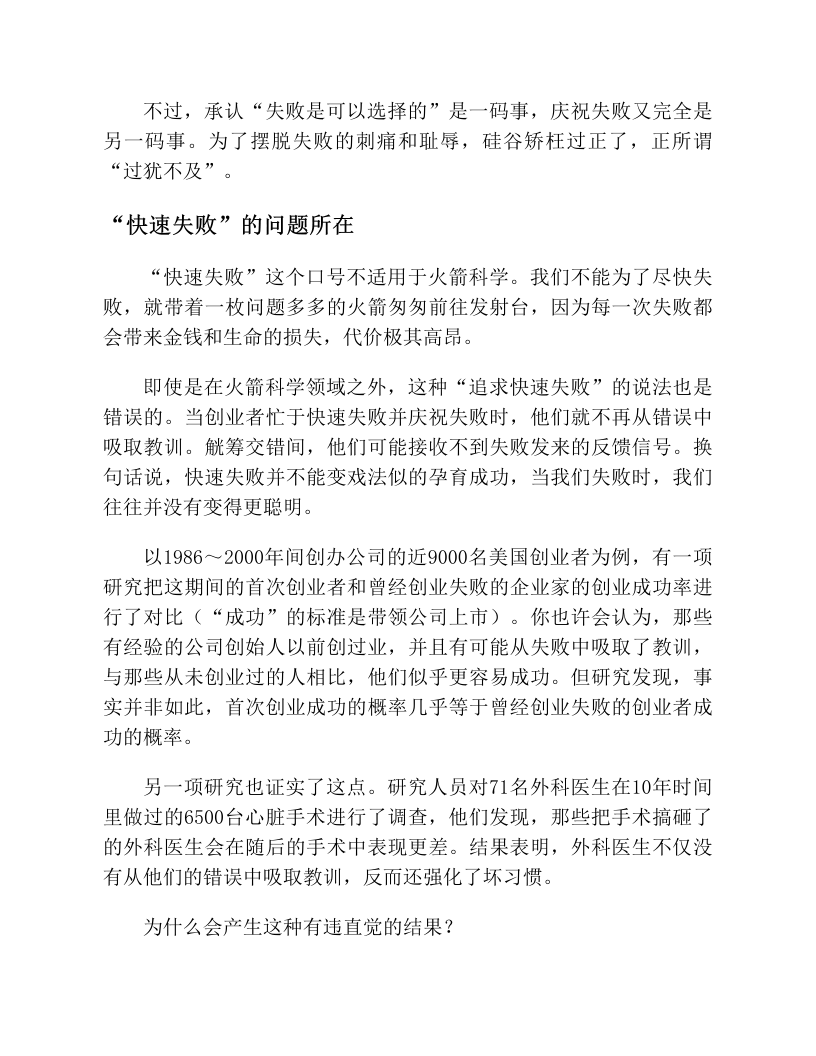 不过，承认“失败是可以选择的”是一码事，庆祝失败又完全是
另一码事。为了摆脱失败的刺痛和耻辱，硅谷矫枉过正了，正所谓
“过犹不及”。
“快速失败”的问题所在
“快速失败”这个口号不适用于火箭科学。我们不能为了尽快失
败，就带着一枚问题多多的火箭匆匆前往发射台，因为每一次失败都
会带来金钱和生命的损失，代价极其高昂。
即使是在火箭科学领域之外，这种“追求快速失败”的说法也是
错误的。当创业者忙于快速失败并庆祝失败时，他们就不再从错误中
吸取教训。觥筹交错间，他们可能接收不到失败发来的反馈信号。换
句话说，快速失败并不能变戏法似的孕育成功，当我们失败时，我们
往往并没有变得更聪明。
以1986～2000年间创办公司的近9000名美国创业者为例，有一项
研究把这期间的首次创业者和曾经创业失败的企业家的创业成功率进
行了对比（“成功”的标准是带领公司上市）。你也许会认为，那些
有经验的公司创始人以前创过业，并且有可能从失败中吸取了教训，
与那些从未创业过的人相比，他们似乎更容易成功。但研究发现，事
实并非如此，首次创业成功的概率几乎等于曾经创业失败的创业者成
功的概率。
另一项研究也证实了这点。研究人员对71名外科医生在10年时间
里做过的6500台心脏手术进行了调查，他们发现，那些把手术搞砸了
的外科医生会在随后的手术中表现更差。结果表明，外科医生不仅没
有从他们的错误中吸取教训，反而还强化了坏习惯。
为什么会产生这种有违直觉的结果？